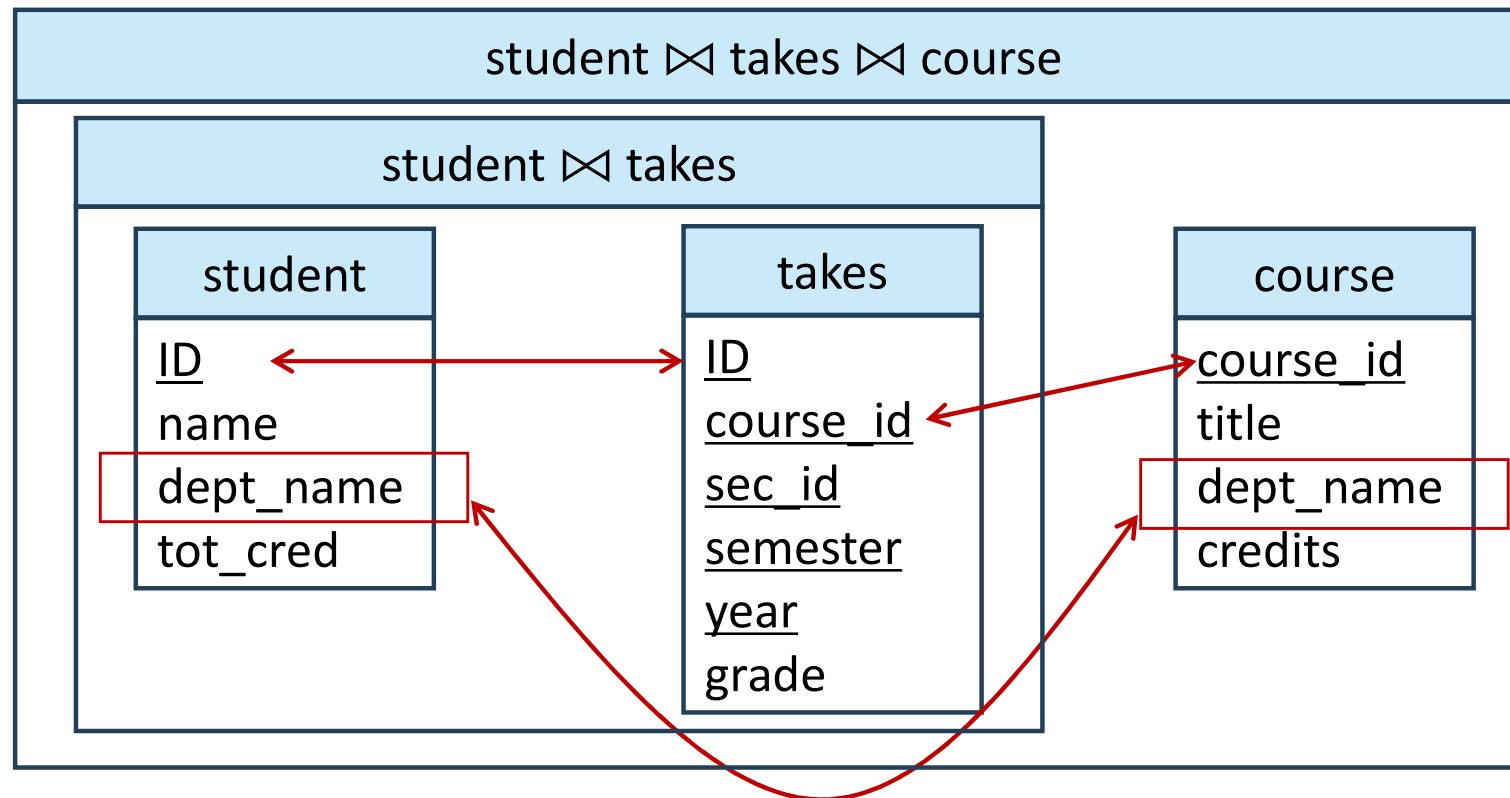 student ⋈ takes ⋈ course
student ⋈ takes
student
ID
name
dept_name
tot_cred
takes
ID
course_id
sec_id
semester
year
grade
course
course_id
title
dept_name
credits